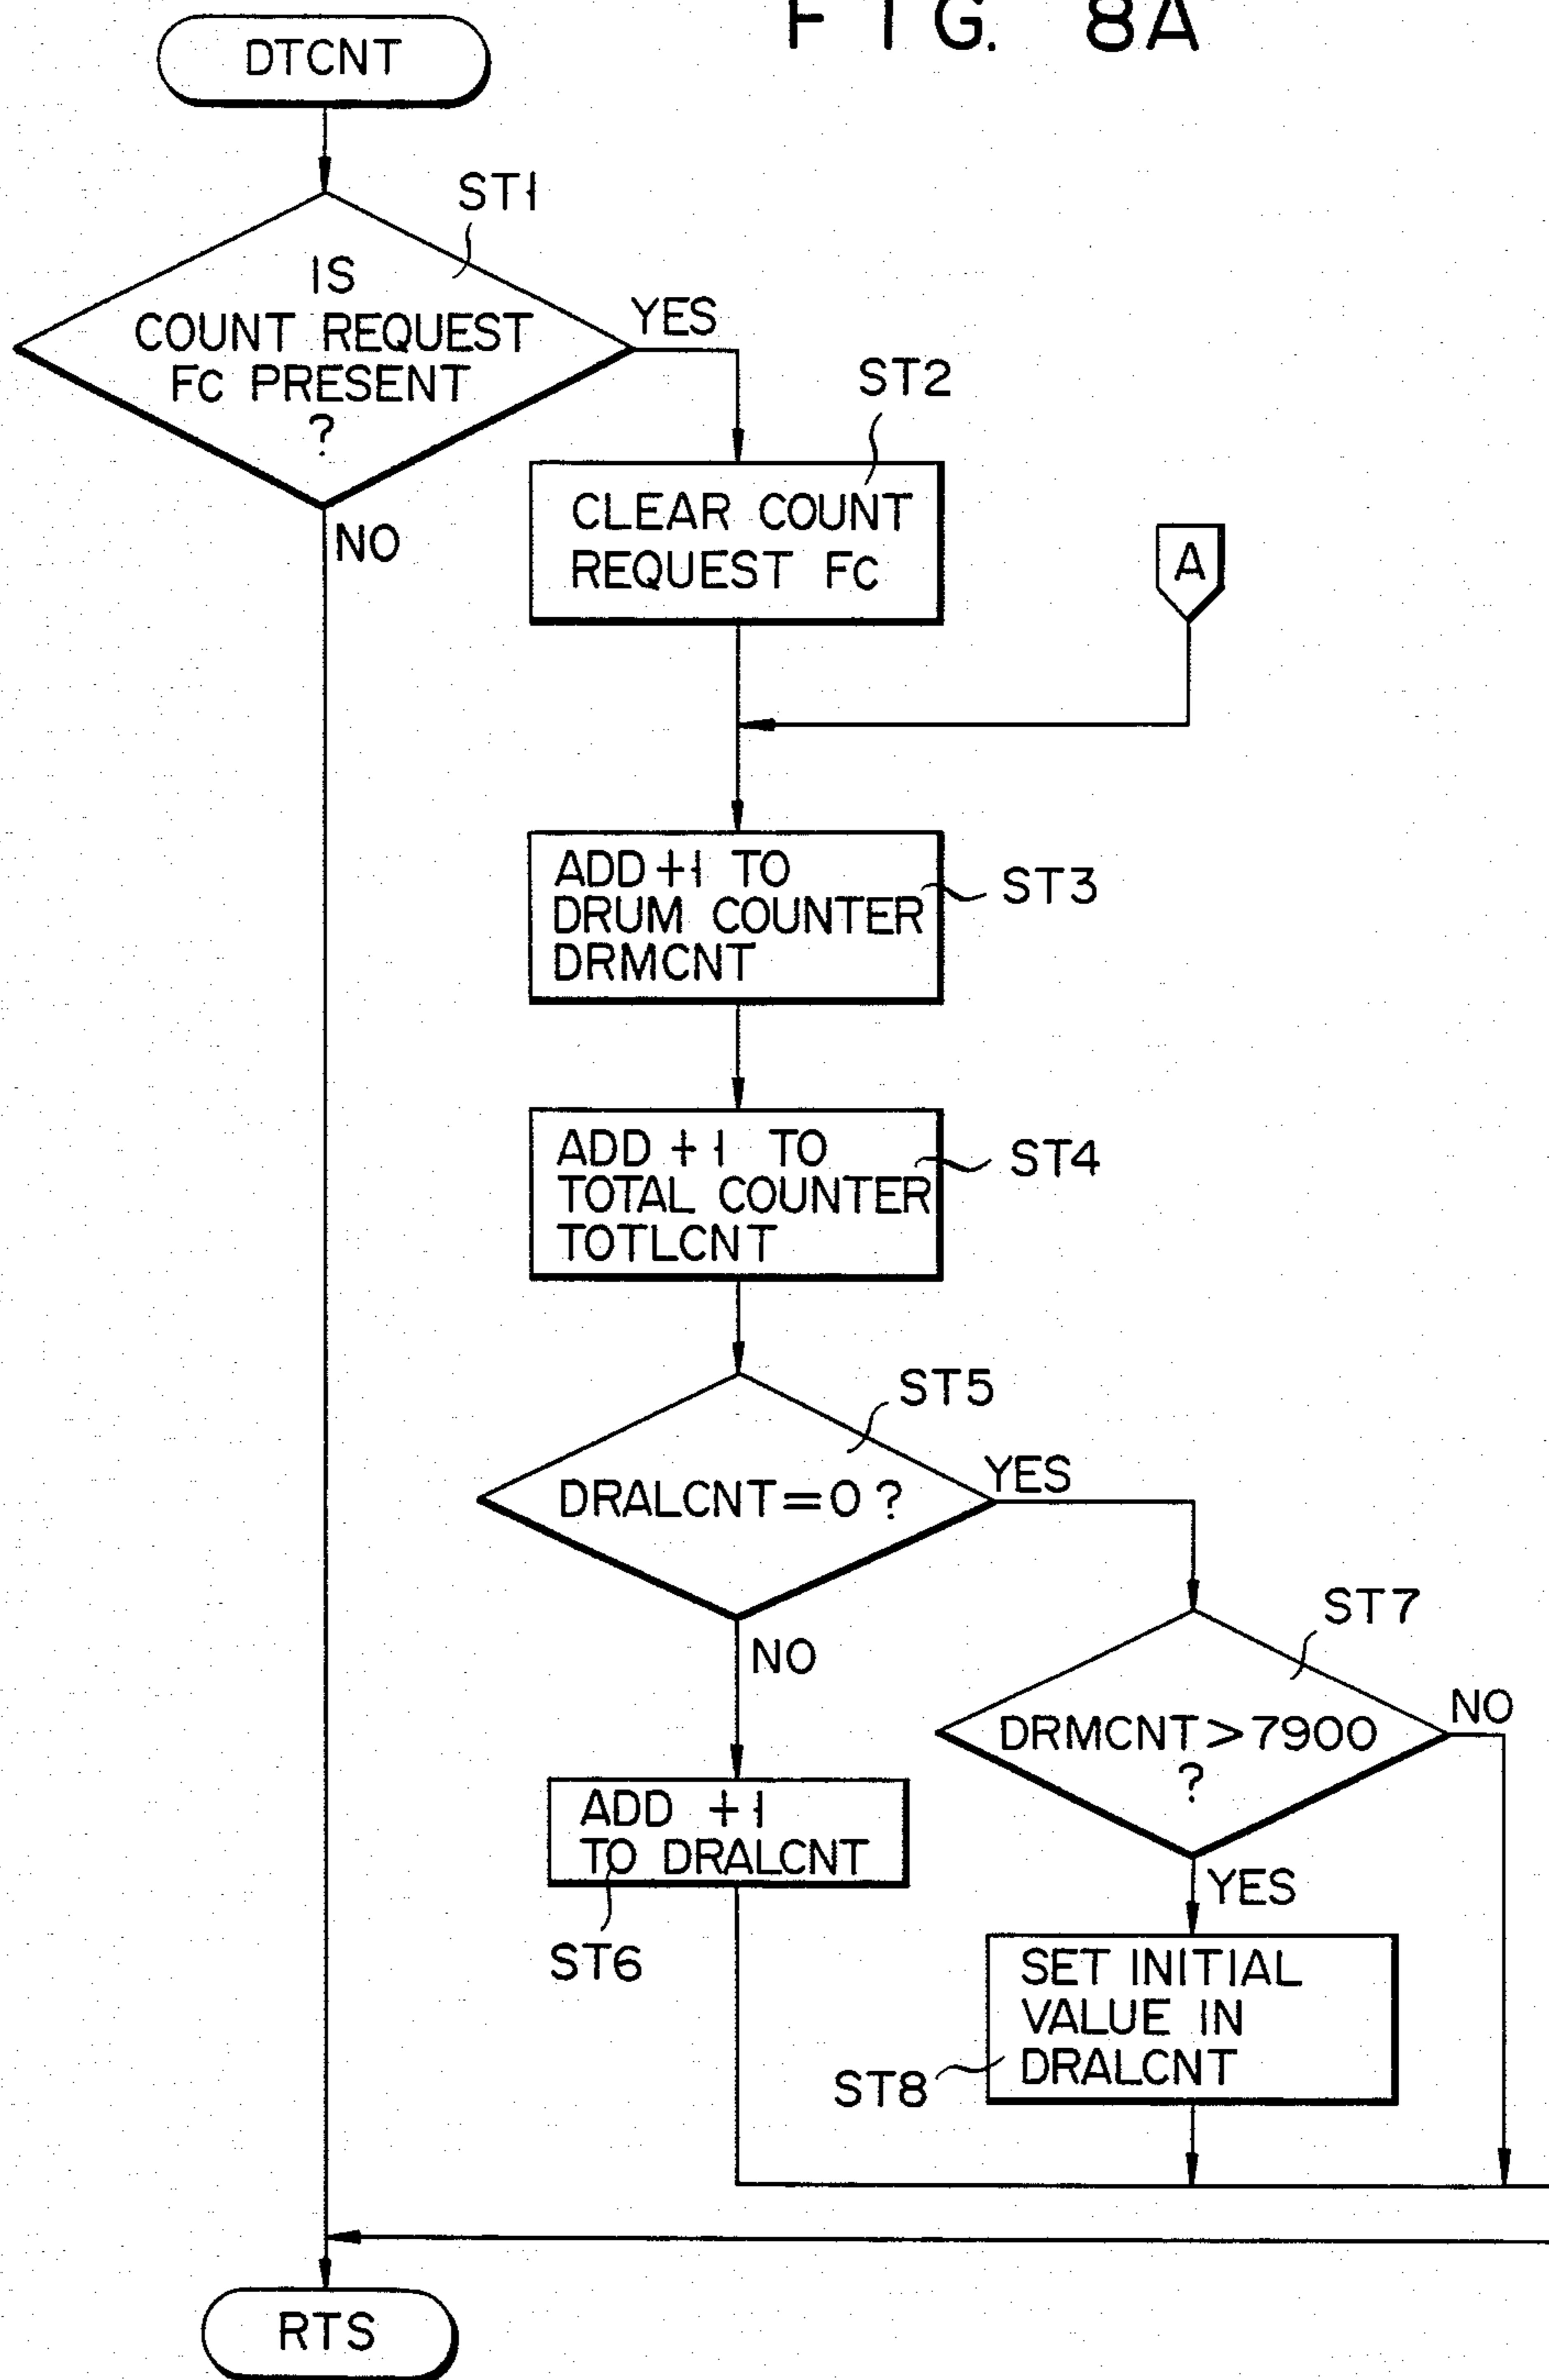 FIG. 8A
DTCNT
ST1
IS
COUNT REQUEST
FC PRESENT
?
YES
NO
ST2
CLEAR COUNT
REQUEST FC
A
ADD +1 TO
DRUM COUNTER
DRMCNT
ST3
ADD +1 TO
TOTAL COUNTER
TOTLCNT
ST4
ST5
DRALCNT=0 ?
YES
NO
ST7
DRMCNT>7900
?
NO
YES
ADD +1
TO DRALCNT
ST6
SET INITIAL
VALUE IN
DRALCNT
ST8
RTS